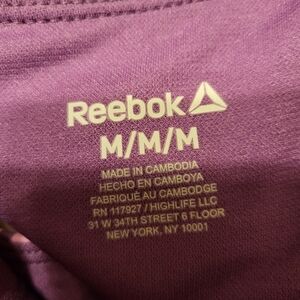 Reebok
M/M/M
MADE IN CAMBODIA
HECHO EN CAMBOYA
FABRIQUÉ AU CAMBODGE
RN 117927 / HIGHLIFE LLC
31 W 34TH STREET 6 FLOOR
NEW YORK, NY 10001